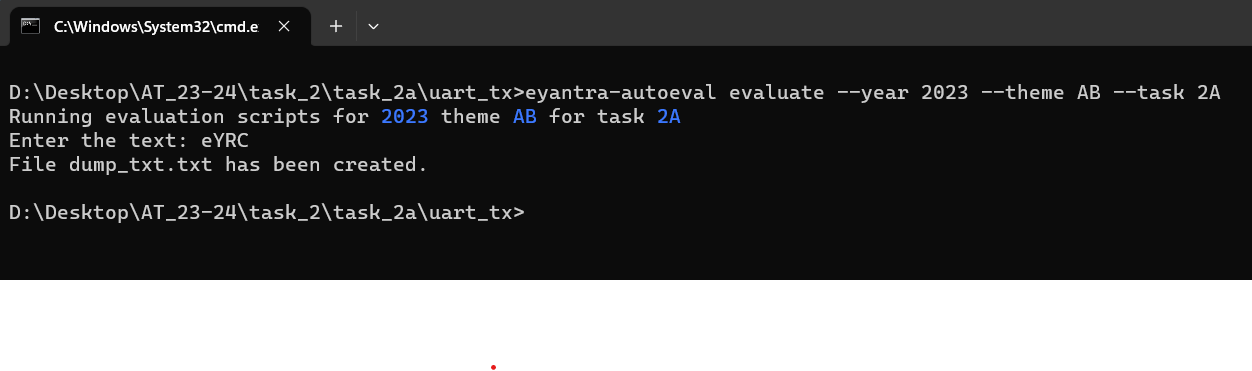 C:\Windows\System32\cmd.e
D:\Desktop\AT_23-24\task_2\task_2a\uart_tx>eyantra-autoeval evaluate --year 2023 --theme AB --task 2A
Running evaluation scripts for 2023 theme AB for task 2A
Enter the text: eYRC
File dump_txt.txt has been created.
D:\Desktop\AT_23-24\task_2\task_2a\uart_tx>